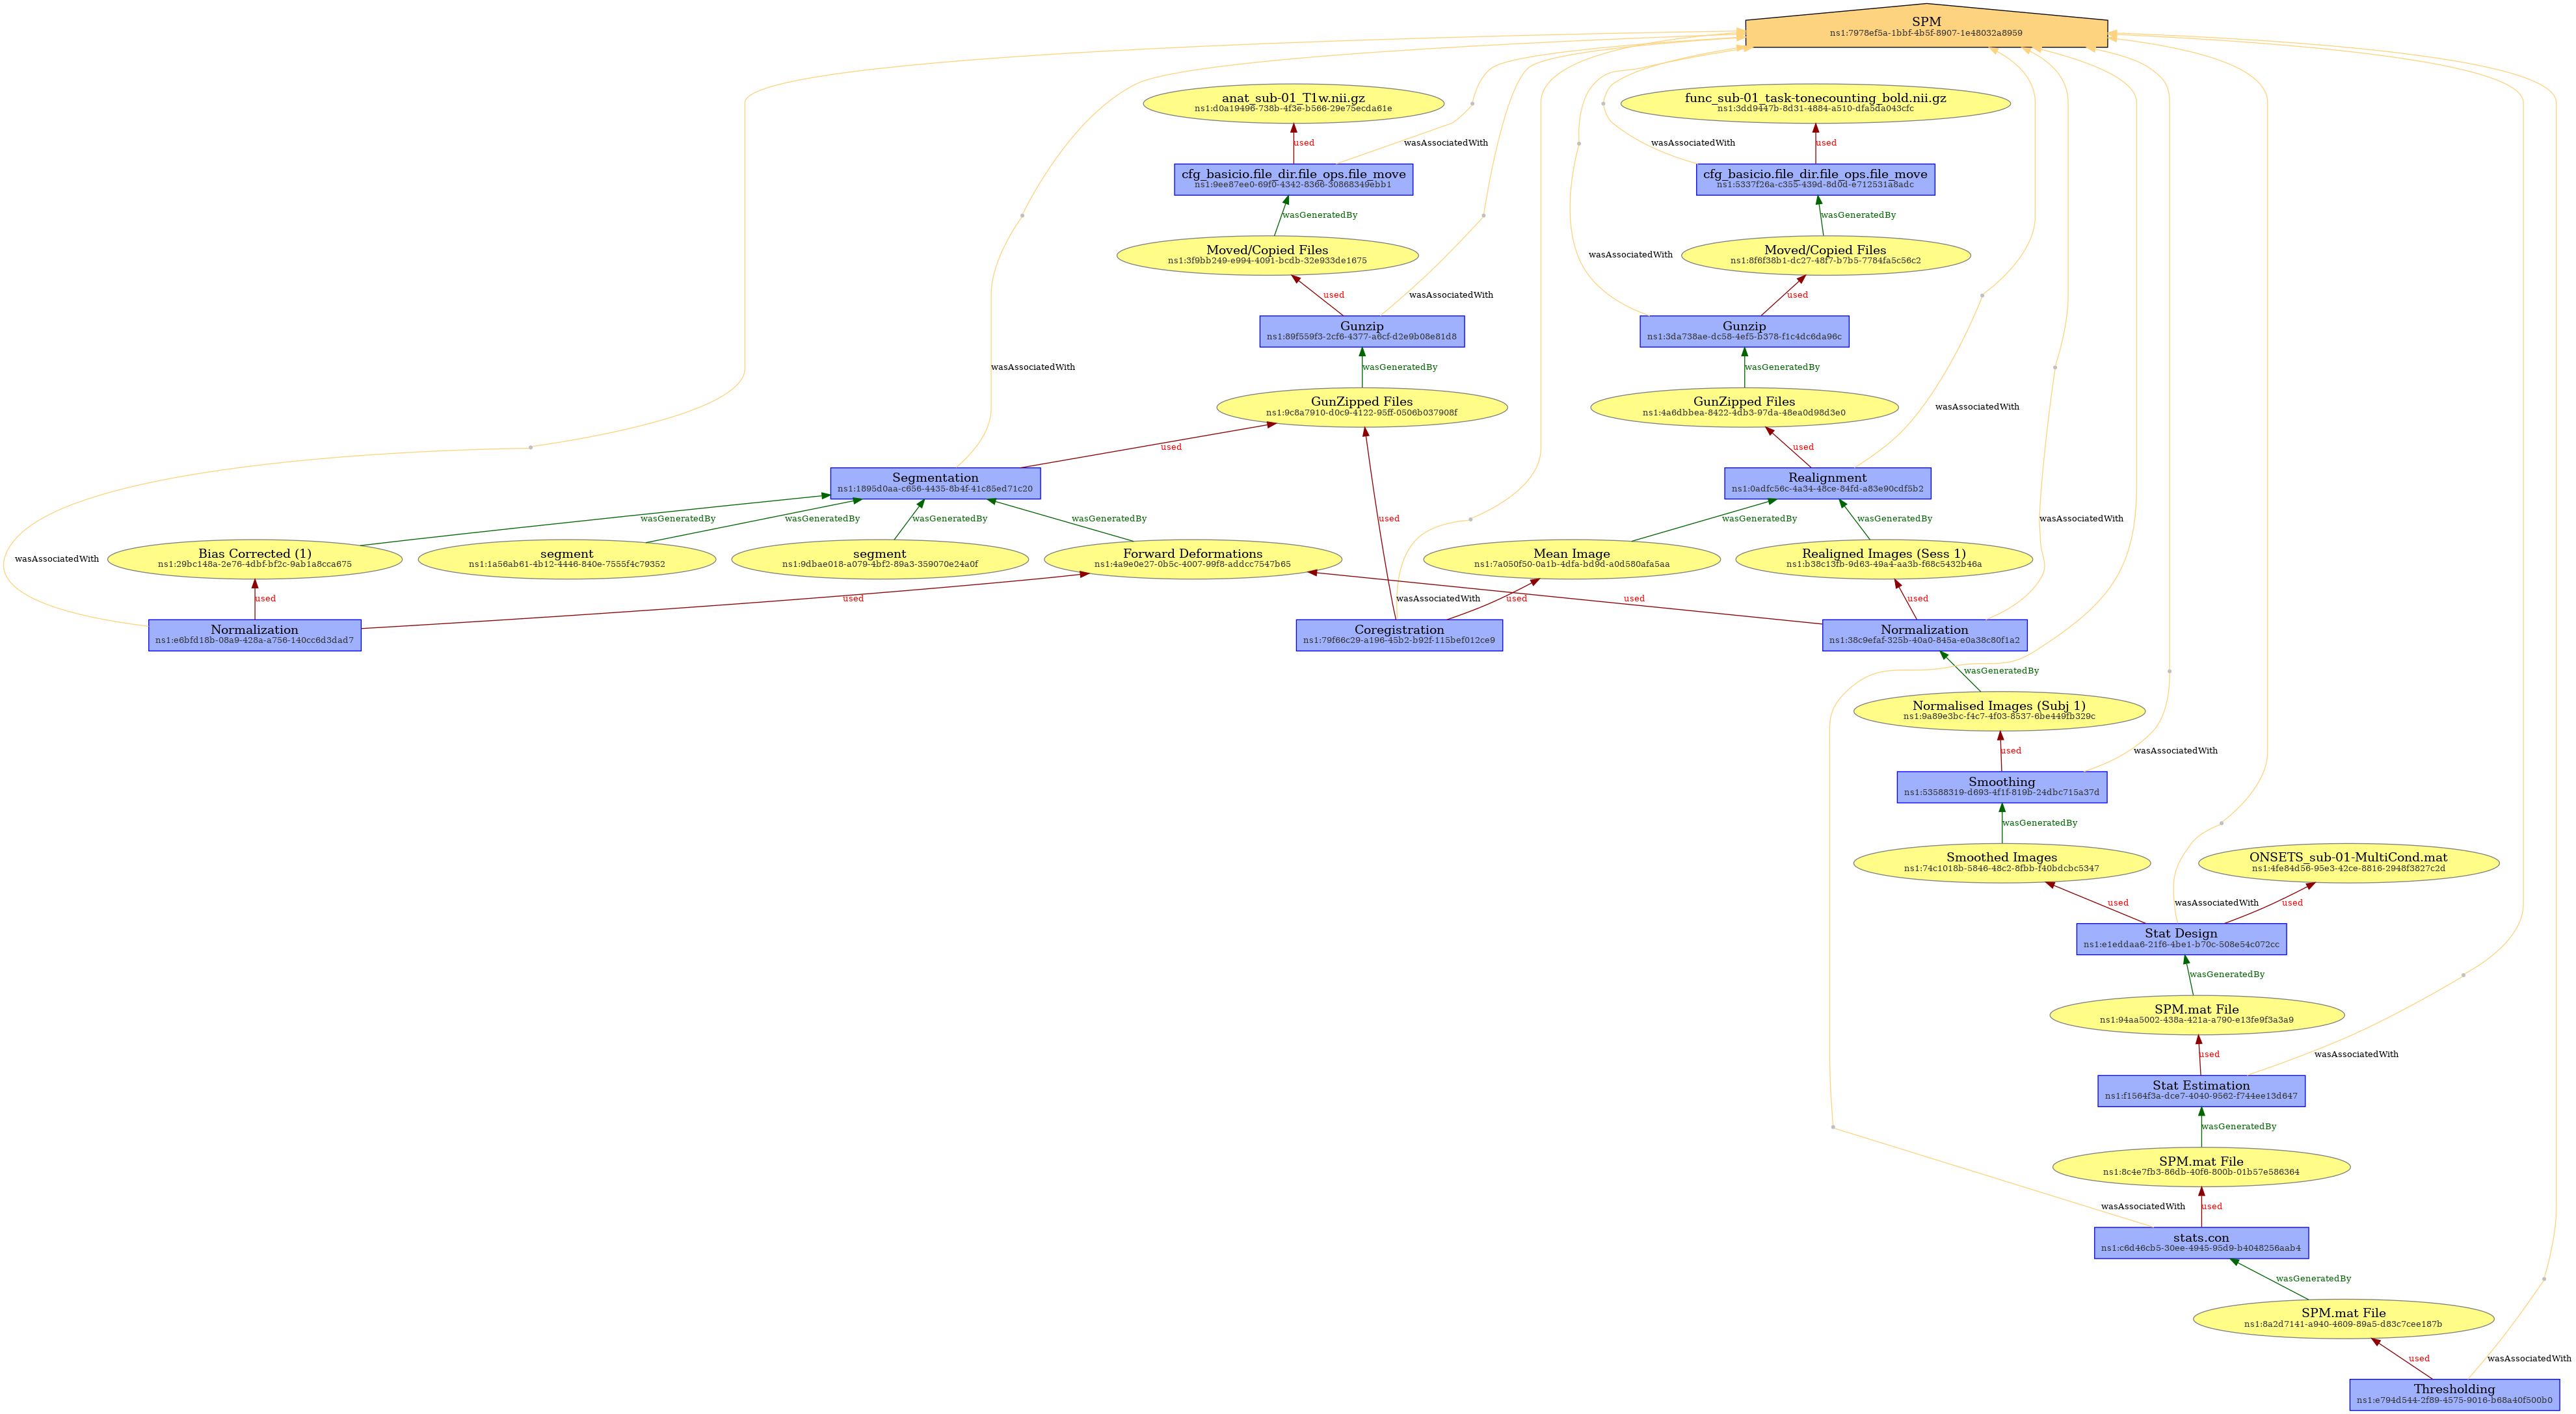 SPM
ns1:7978ef5a-1bbf-4b5f-8907-1e48032a8959
anat_sub-01_T1w.nii.gz
ns1:d0a19496-738b-4f3e-b566-29e75ecda61e
func_sub-01_task-tonecounting_bold.nii.gz
ns1:3dd9447b-8d31-4884-a510-dfa5da043cfc
used
wasAssociatedWith
wasAssociatedWith
used
cfg_basicio.file_dir.file_ops.file_move
ns1:9ee87ee0-69f0-4342-8366-30868349ebb1
cfg_basicio.file_dir.file_ops.file_move
ns1:5337f26a-c355-439d-8d0d-e712531a8adc
wasGeneratedBy
wasGeneratedBy
Moved/Copied Files
ns1:3f9bb249-e994-4091-bcdb-32e933de1675
wasAssociatedWith
Moved/Copied Files
ns1:8f6f38b1-dc27-48f7-b7b5-7784fa5c56c2
used
wasAssociatedWith
used
Gunzip
ns1:89f559f3-2cf6-4377-a6cf-d2e9b08e81d8
Gunzip
ns1:3da738ae-dc58-4ef5-b378-f1c4dc6da96c
wasAssociatedWith
wasGeneratedBy
wasGeneratedBy
GunZipped Files
ns1:9c8a7910-d0c9-4122-95ff-0506b037908f
GunZipped Files
ns1:4a6dbbea-8422-4db3-97da-48ea0d98d3e0
wasAssociatedWith
used
used
Segmentation
ns1:1895d0aa-c656-4435-8b4f-41c85ed71c20
Realignment
ns1:0adfc56c-4a34-48ce-84fd-a83e90cdf5b2
wasGeneratedBy
wasGeneratedBy
wasGeneratedBy
wasGeneratedBy
used
wasGeneratedBy
wasGeneratedBy
wasAssociatedWith
wasAssociatedWith
Bias Corrected (1)
ns1:29bc148a-2e76-4dbf-bf2c-9ab1a8cca675
segment
ns1:1a56ab61-4b12-4446-840e-7555f4c79352
segment
ns1:9dbae018-a079-4bf2-89a3-359070e24a0f
Forward Deformations
ns1:4a9e0e27-0b5c-4007-99f8-addcc7547b65
Mean Image
ns1:7a050f50-0a1b-4dfa-bd9d-a0d580afa5aa
Realigned Images (Sess 1)
ns1:b38c13fb-9d63-49a4-aa3b-f68c5432b46a
used
used
wasAssociatedWith
used
used
used
Normalization
ns1:e6bfd18b-08a9-428a-a756-140cc6d3dad7
Coregistration
ns1:79f66c29-a196-45b2-b92f-115bef012ce9
Normalization
ns1:38c9efaf-325b-40a0-845a-e0a38c80f1a2
wasGeneratedBy
Normalised Images (Subj 1)
ns1:9a89e3bc-f4c7-4f03-8537-6be449fb329c
used
wasAssociatedWith
Smoothing
ns1:53588319-d693-4f1f-819b-24dbc715a37d
wasGeneratedBy
Smoothed Images
ns1:74c1018b-5846-48c2-8fbb-f40bdcbc5347
ONSETS_sub-01-MultiCond.mat
ns1:4fe84d56-95e3-42ce-8816-2948f3827c2d
used
wasAssociatedWith
used
Stat Design
ns1:e1eddaa6-21f6-4be1-b70c-508e54c072cc
wasGeneratedBy
SPM.mat File
ns1:94aa5002-438a-421a-a790-e13fe9f3a3a9
used
wasAssociatedWith
Stat Estimation
ns1:f1564f3a-dce7-4040-9562-f744ee13d647
wasGeneratedBy
SPM.mat File
ns1:8c4e7fb3-86db-40f6-800b-01b57e586364
wasAssociatedWith
used
stats.con
ns1:c6d46cb5-30ee-4945-95d9-b4048256aab4
wasGeneratedBy
SPM.mat File
ns1:8a2d7141-a940-4609-89a5-d83c7cee187b
used
wasAssociatedWith
Thresholding
ns1:e794d544-2f89-4575-9016-b68a40f500b0